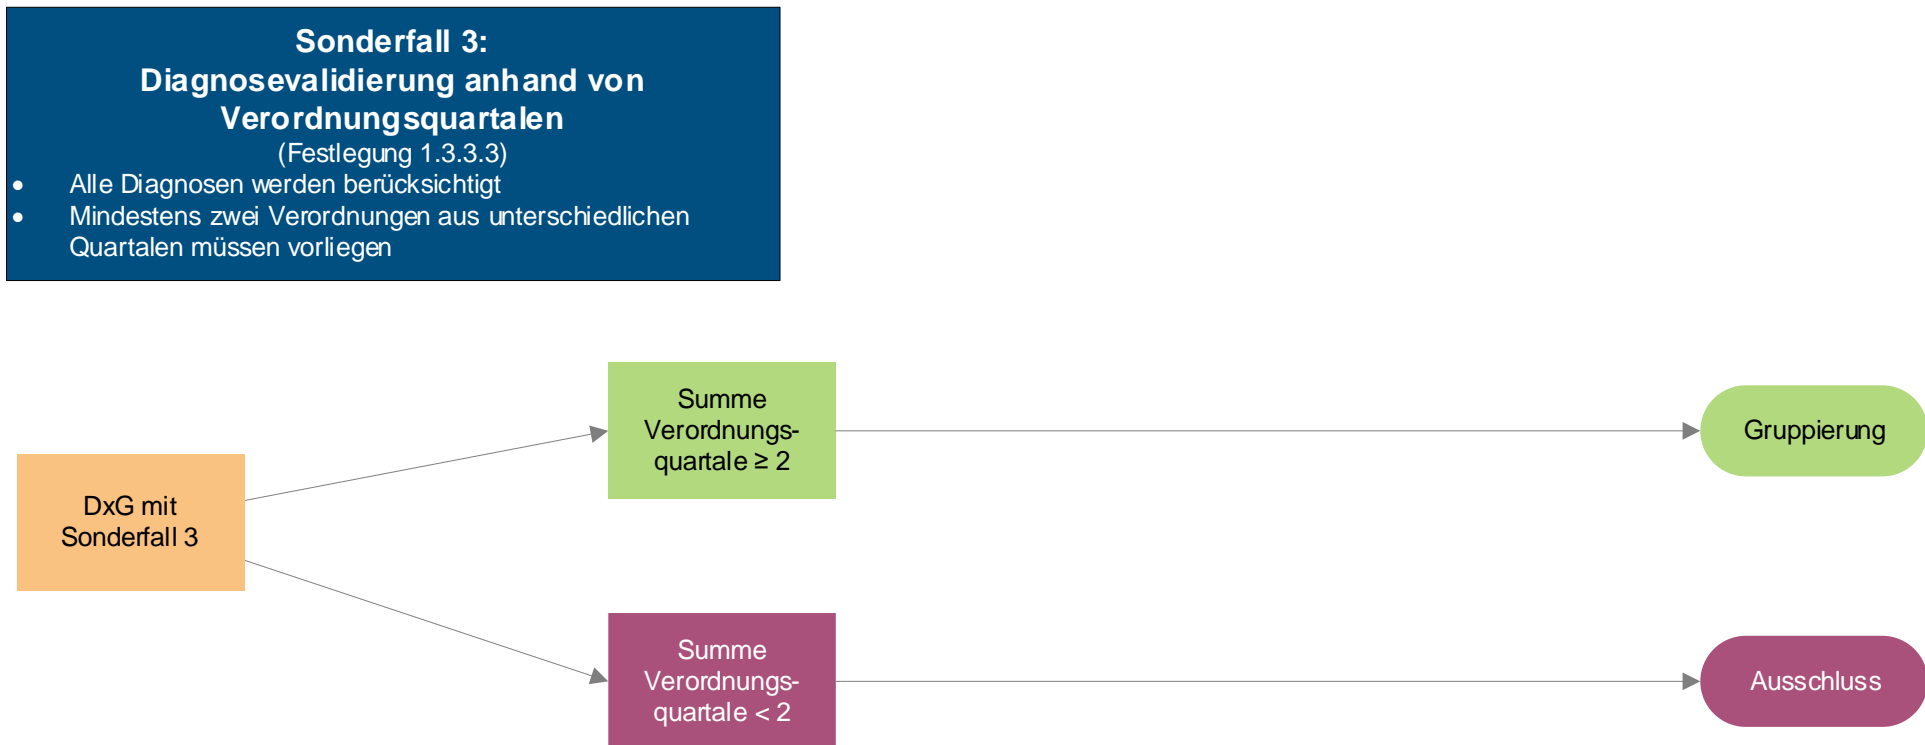 Sonderfall 3:
Diagnosevalidierung anhand von
Verordnungsquartalen
(Festlegung 1.3.3.3)
• Alle Diagnosen werden berücksichtigt
• Mindestens zwei Verordnungen aus unterschiedlichen
Quartalen müssen vorliegen
Summe
Verordnungs-
quartale ≥ 2
Gruppierung
DxG mit
Sonderfall 3
Summe
Verordnungs-
quartale < 2
Ausschluss